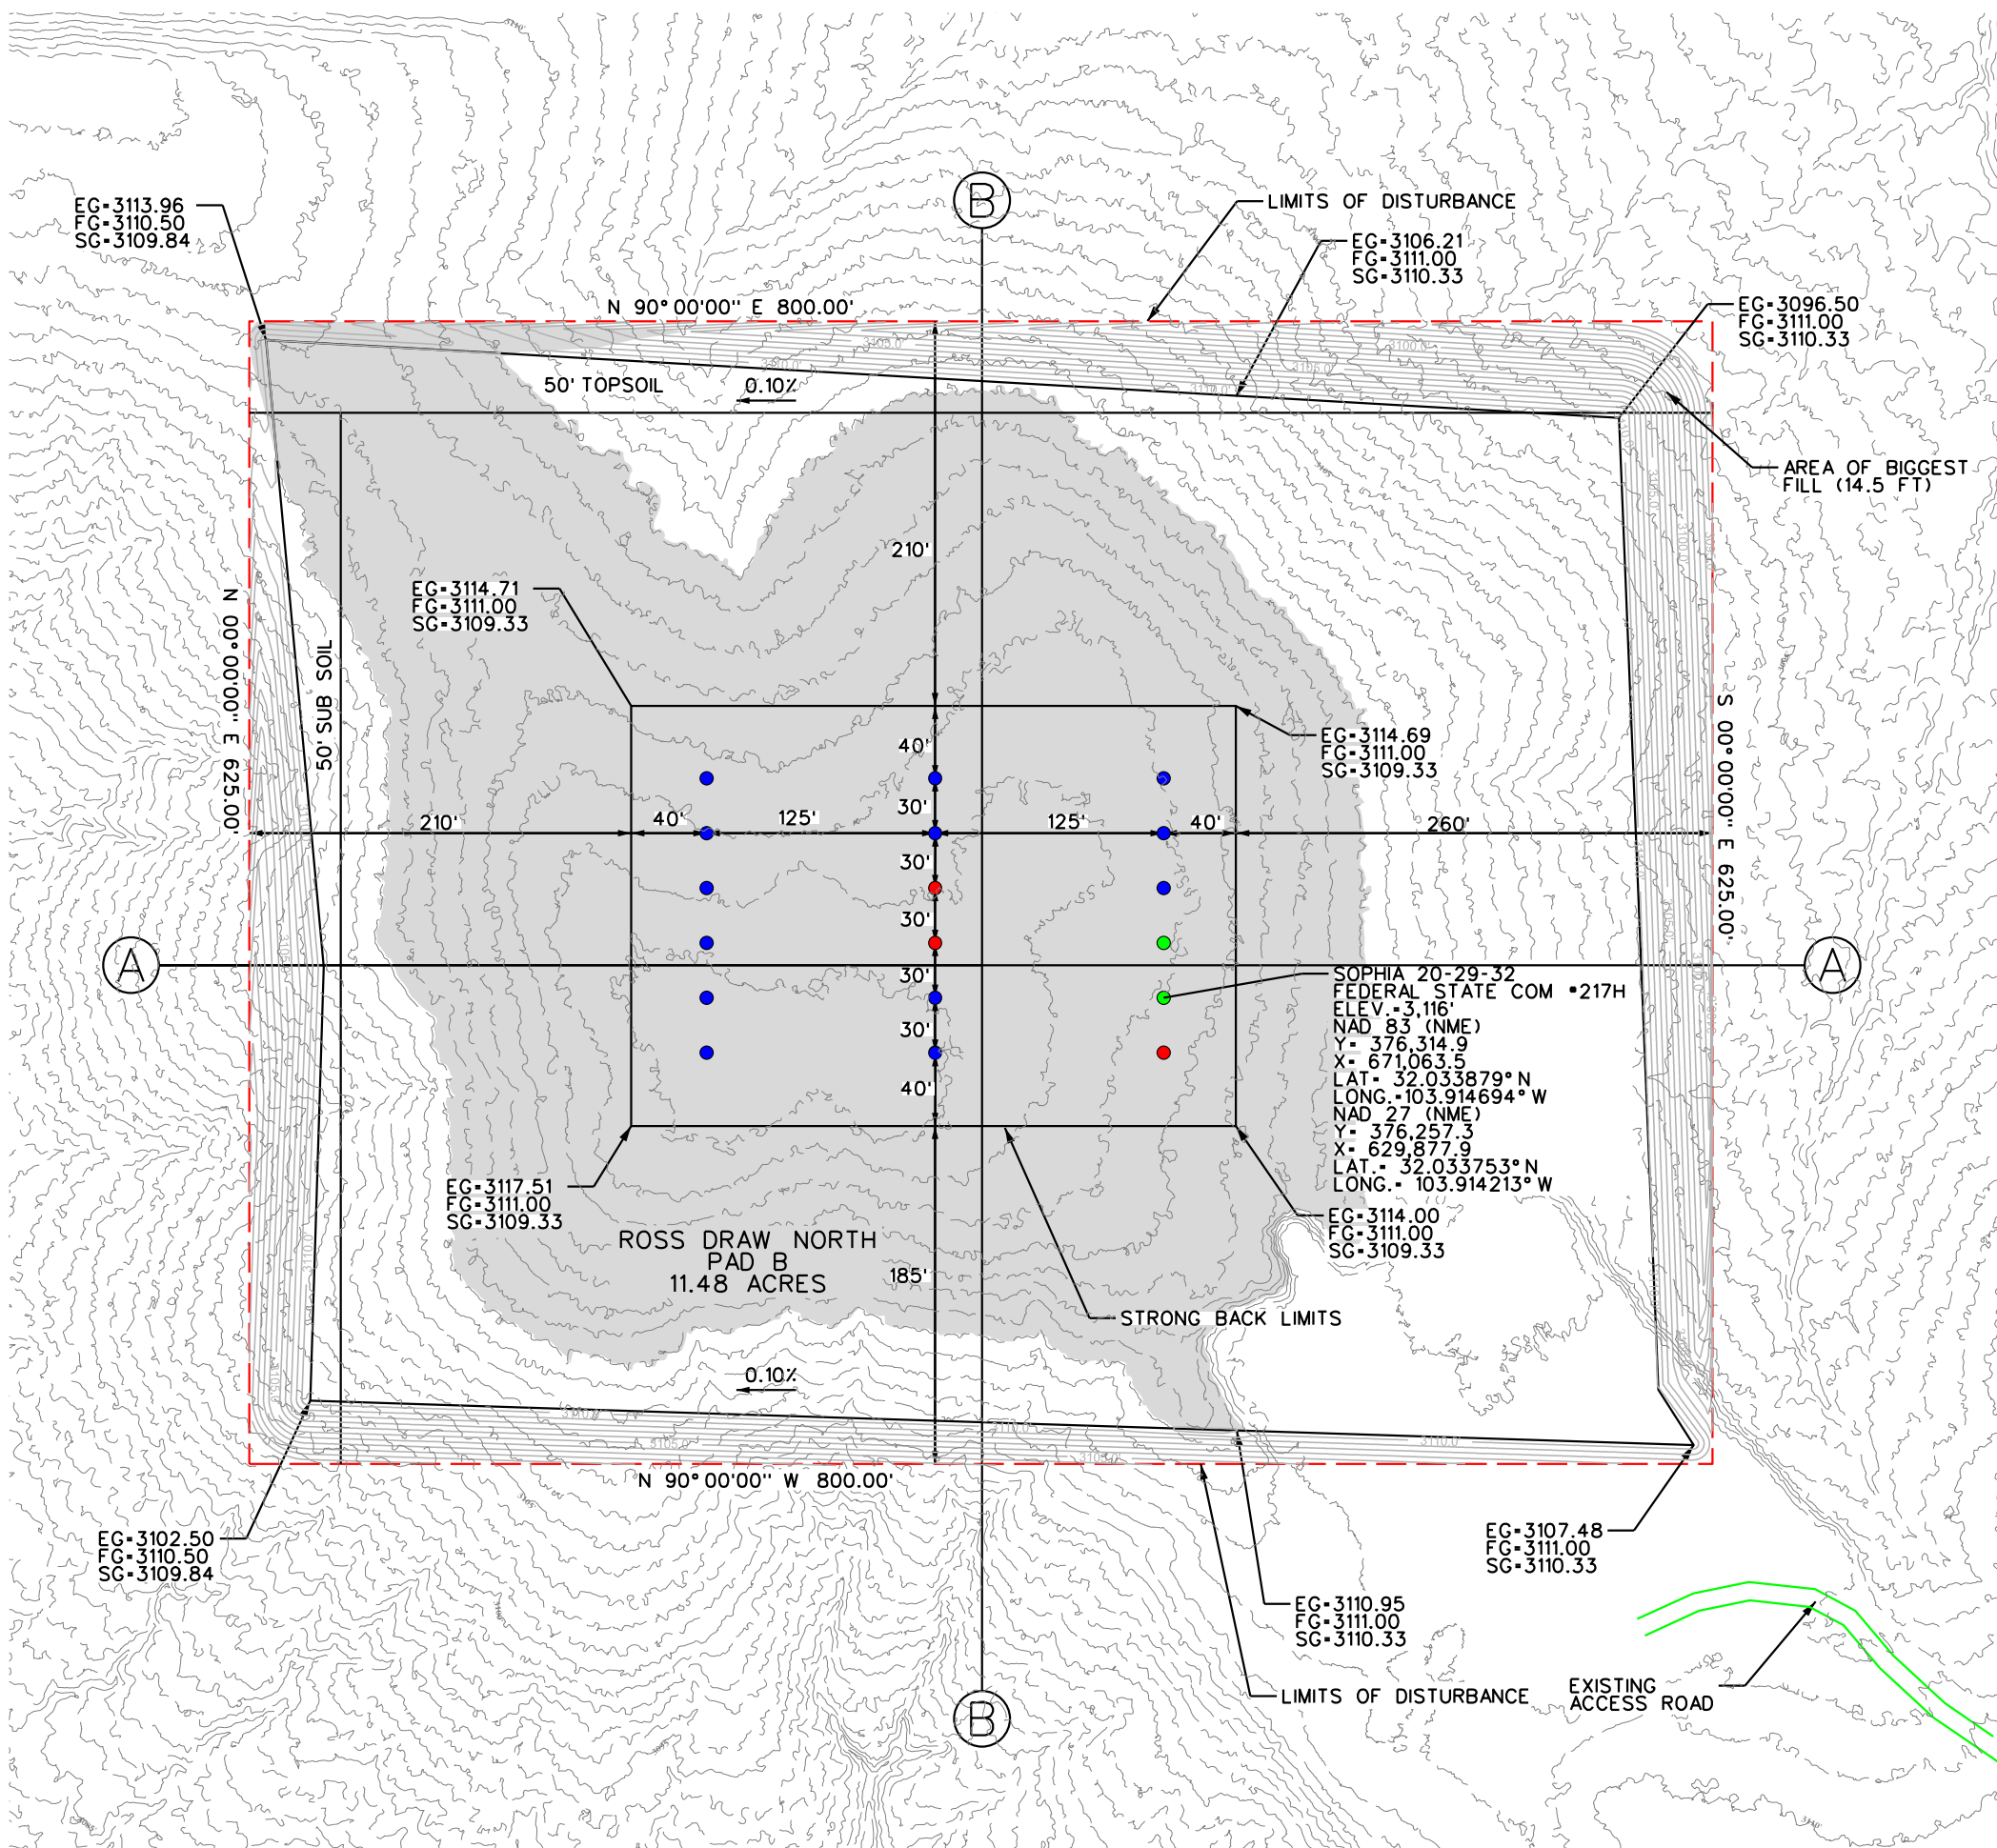 B
LIMITS OF DISTURBANCE
EG=3113.96
FG=3110.50
SG=3109.84
EG=3106.21
FG=3111.00
SG=3110.33
N 90°00'00" E 800.00'
EG=3096.50
FG=3111.00
SG=3110.33
50' TOPSOIL
0.10%
AREA OF BIGGEST
FILL (14.5 FT)
210'
EG=3114.71
FG=3111.00
SG=3109.33
N 00°00'00" E 625.00'
50' SUB SOIL
S 00°00'00" E 625.00'
EG=3114.69
FG=3111.00
SG=3109.33
40'
30'
210'
40'
125'
125'
40'
260'
30'
30'
A
A
30'
SOPHIA 20-29-32
FEDERAL STATE COM #217H
ELEV.=3,116'
NAD 83 (NME)
Y= 376,314.9
X= 671,063.5
LAT.= 32.033879°N
LONG.=103.914694°W
NAD 27 (NME)
Y= 376,257.3
X= 629,877.9
LAT.= 32.033753°N
LONG.= 103.914213°W
30'
40'
EG=3117.51
FG=3111.00
SG=3109.33
EG=3114.00
FG=3111.00
SG=3109.33
ROSS DRAW NORTH
PAD B
11.48 ACRES
185'
STRONG BACK LIMITS
0.10%
N 90°00'00" W 800.00'
EG=3102.50
FG=3110.50
SG=3109.84
EG=3107.48
FG=3111.00
SG=3110.33
EG=3110.95
FG=3111.00
SG=3110.33
LIMITS OF DISTURBANCE
EXISTING
ACCESS ROAD
B